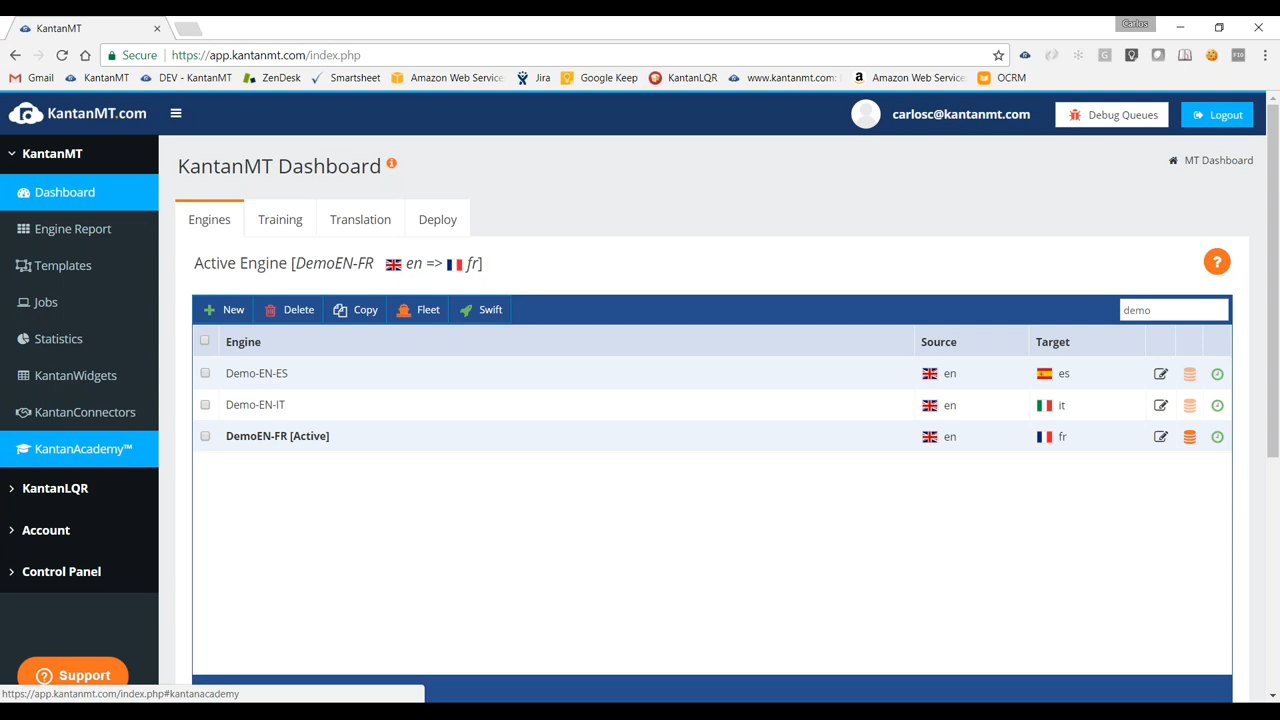 KantanMT
Carlos
Secure https://app.kantanmt.com/index.php
Gmail KantanMT DEV - KantanMT ZenDesk Smartsheet Amazon Web Service Jira Google Keep KantanLQR www.kantanmt.com: Amazon Web Service OCRM
KantanMT.com carlosc@kantanmt.com Debug Queues Logout
KantanMT
Dashboard
Engine Report
Templates
Jobs
Statistics
KantanWidgets
KantanConnectors
KantanAcademy™
KantanLQR
Account
Control Panel
Support
KantanMT Dashboard
MT Dashboard
Engines Training Translation Deploy
Active Engine [DemoEN-FR en => fr]
?
New Delete Copy Fleet Swift demo
Engine Source Target
Demo-EN-ES en es
Demo-EN-IT en it
DemoEN-FR [Active] en fr
https://app.kantanmt.com/index.php#kantanacademy